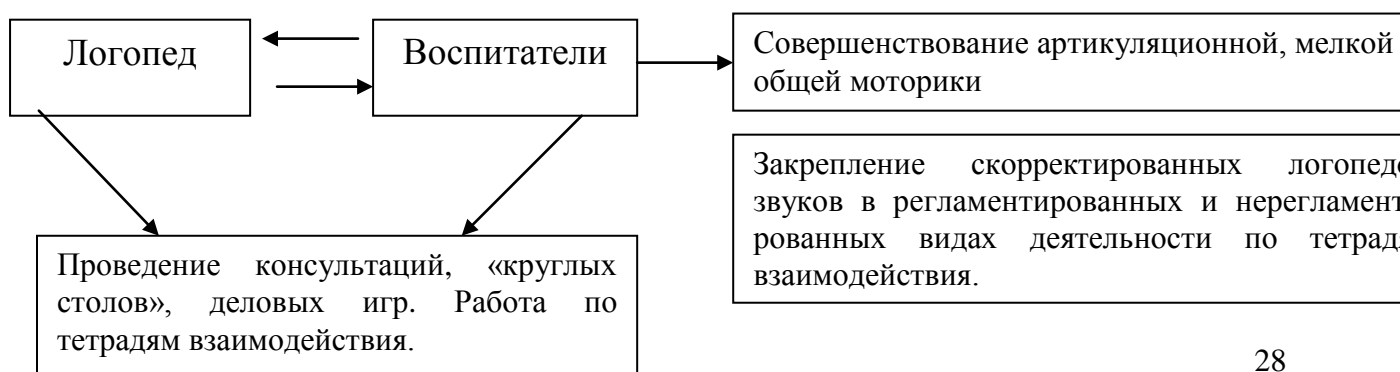 Логопед
Воспитатели
Совершенствование артикуляционной, мелкой
общей моторики
Закрепление скорректированных
звуков в регламентированных и
рованных видах деятельности по
взаимодействия.
Проведение консультаций, «круглых
столов», деловых игр. Работа по
тетрадям взаимодействия.
28